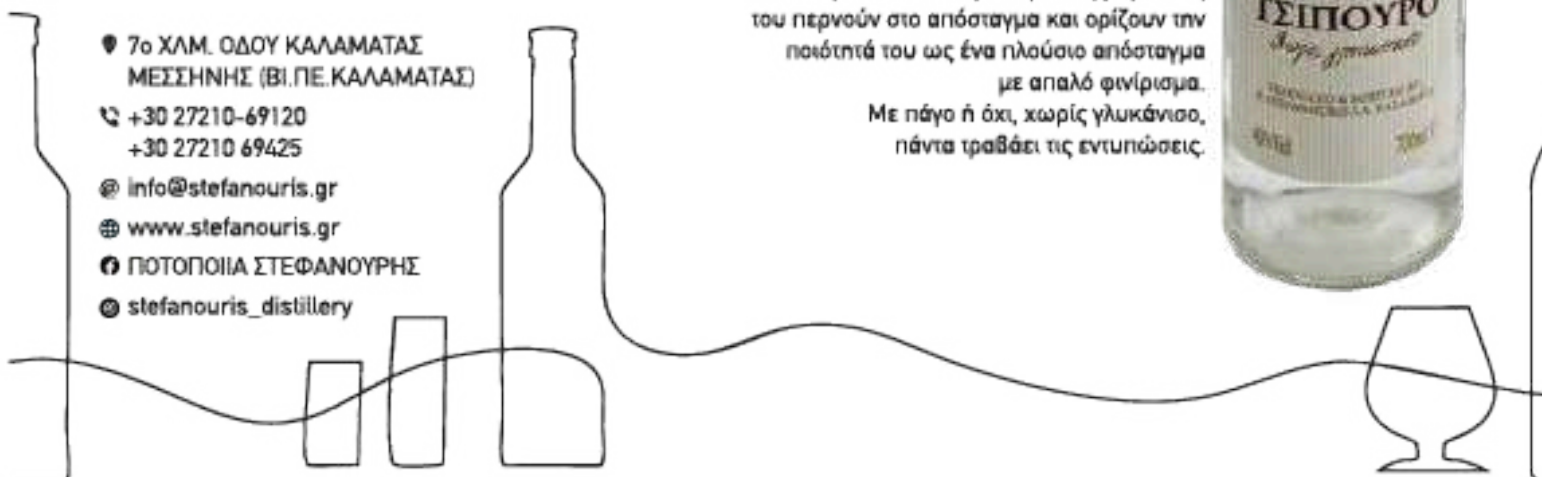 7ο ΧΛΜ. ΟΔΟΥ ΚΑΛΑΜΑΤΑΣ
ΜΕΣΣΗΝΗΣ (ΒΙ.ΠΕ.ΚΑΛΑΜΑΤΑΣ)
+30 27210-69120
+30 27210 69425
info@stefanouris.gr
www.stefanouris.gr
ΠΟΤΟΠΟΙΙΑ ΣΤΕΦΑΝΟΥΡΗΣ
stefanouris_distillery
του περνούν στο απόσταγμα και ορίζουν την
ποιότητά του ως ένα πλούσιο απόσταγμα
με απαλό φινίρισμα.
Με πάγο ή όχι, χωρίς γλυκάνισο,
πάντα τραβάει τις εντυπώσεις.
ΤΣΙΠΟΥΡΟ